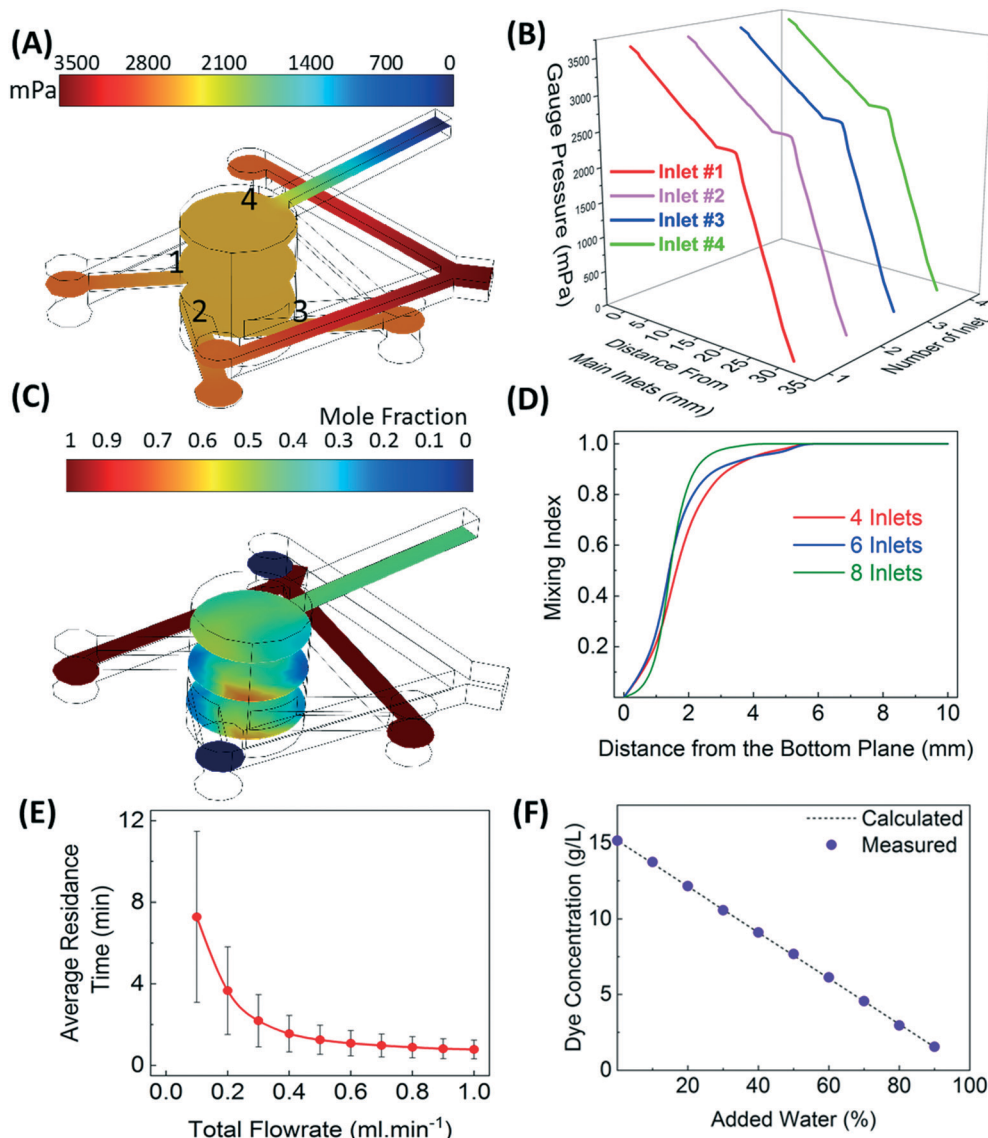 (A)
3500 2800 2100 1400 700 0
mPa
4
1
2
3
(B)
Gauge Pressure (mPa)
3500
3000
2500
2000
1500
1000
500
0
Inlet #1
Inlet #2
Inlet #3
Inlet #4
0 5 10 15 20 25 30 35
Distance From
Main Inlets (mm)
1 2 3 4
Number of Inlet
(C)
Mole Fraction
1 0.9 0.7 0.6 0.5 0.4 0.3 0.1 0
(D)
Mixing Index
1.0
0.8
0.6
0.4
0.2
4 Inlets
6 Inlets
8 Inlets
0 2 4 6 8 10
Distance from the Bottom Plane (mm)
(E)
Average Residance
Time (min)
12
8
4
0
0.0 0.2 0.4 0.6 0.8 1.0
Total Flowrate (ml.min⁻¹)
(F)
Dye Concentration (g/L)
15
15
5
0
Calculated
Measured
20 40 60 80 100
Added Water (%)